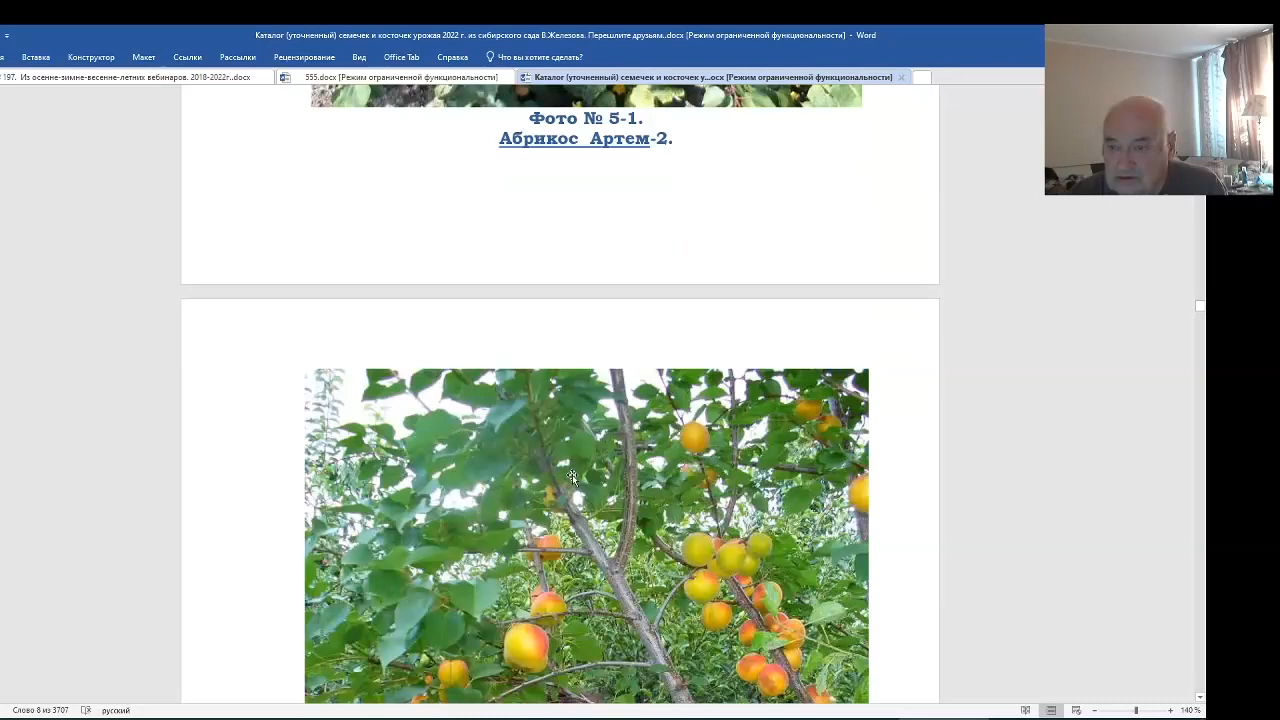 Каталог (уточненный) семечек и косточек урожая 2022 г. из сибирского сада В.Железова. Перешлите друзьям..docx [Режим ограниченной функциональности] - Word
Вставка Конструктор Макет Ссылки Рассылки Рецензирование Вид Office Tab Справка Что вы хотите сделать?
197. Из осенне-зимне-весенне-летних вебинаров. 2018-2022г..docx 555.docx [Режим ограниченной функциональности] Каталог (уточненный) семечек и косточек у...осх [Режим ограниченной функциональности]
Фото № 5-1.
Абрикос Артем-2.
Слово 8 из 3707 русский 140 %